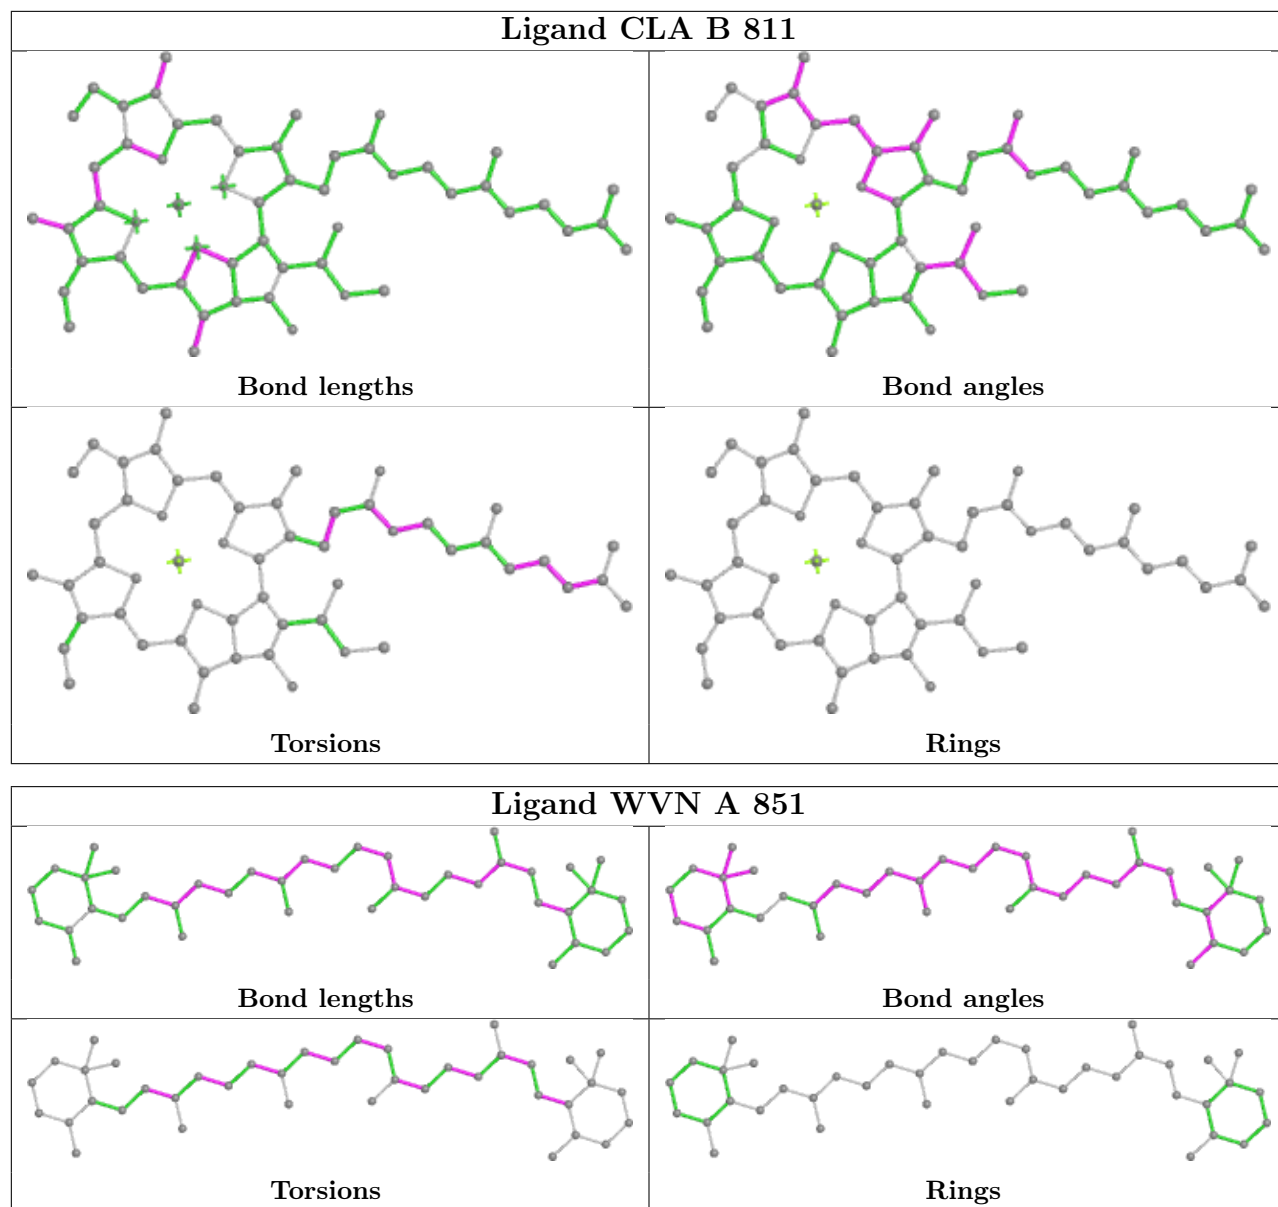 Ligand CLA B 811
Bond lengths
Bond angles
Torsions
Rings
Ligand WVN A 851
Bond lengths
Bond angles
Torsions
Rings